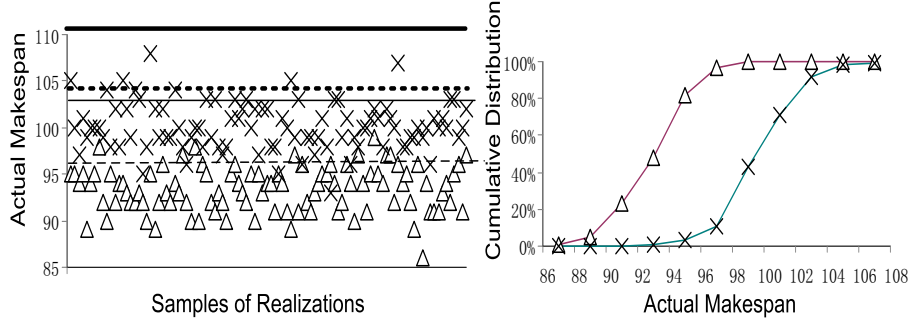 Actual Makespan
110
105
100
95
90
85
Samples of Realizations
Cumulative Distribution
100%
80%
60%
40%
20%
0%
86 88 90 92 94 96 98 100 102 104 106 108
Actual Makespan